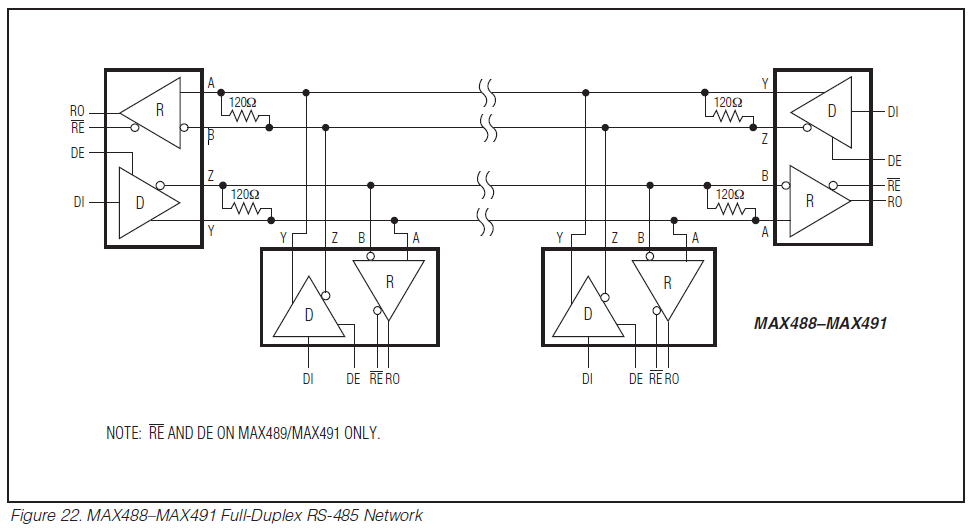 A
Y
120Ω
120Ω
RO
R
D
DI
RE
B
Z
DE
DE
Z
B
RE
120Ω
120Ω
DI
D
R
RO
Y
A
Y Z B A
Y Z B A
R
R
D
D
MAX488–MAX491
DI DE RE RO
DI DE RE RO
NOTE: RE AND DE ON MAX489/MAX491 ONLY.
Figure 22. MAX488–MAX491 Full-Duplex RS-485 Network